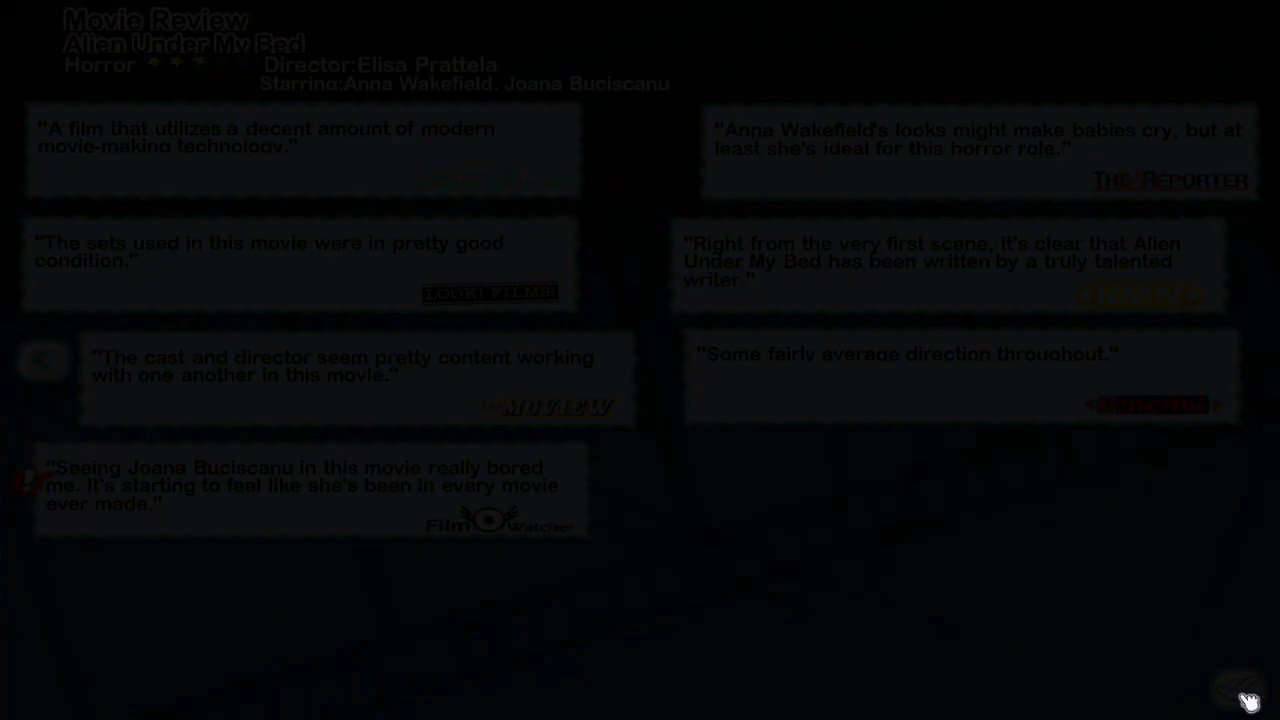 Movie Review
Alien Under My Bed
Horror Director:Elisa Prattela
Starring:Anna Wakefield, Joana Buciscanu
"A film that utilizes a decent amount of modern
movie-making technology."
"Anna Wakefield's looks might make babies cry, but at
least she's ideal for this horror role."
THE REPORTER
"The sets used in this movie were in pretty good
condition."
LOOK! FILMS!
"Right from the very first scene, it's clear that Alien
Under My Bed has been written by a truly talented
writer."
"The cast and director seem pretty content working
with one another in this movie."
MOVIEW
"Some fairly average direction throughout."
"Seeing Joana Buciscanu in this movie really bored
me. It's starting to feel like she's been in every movie
ever made."
Film Watcher